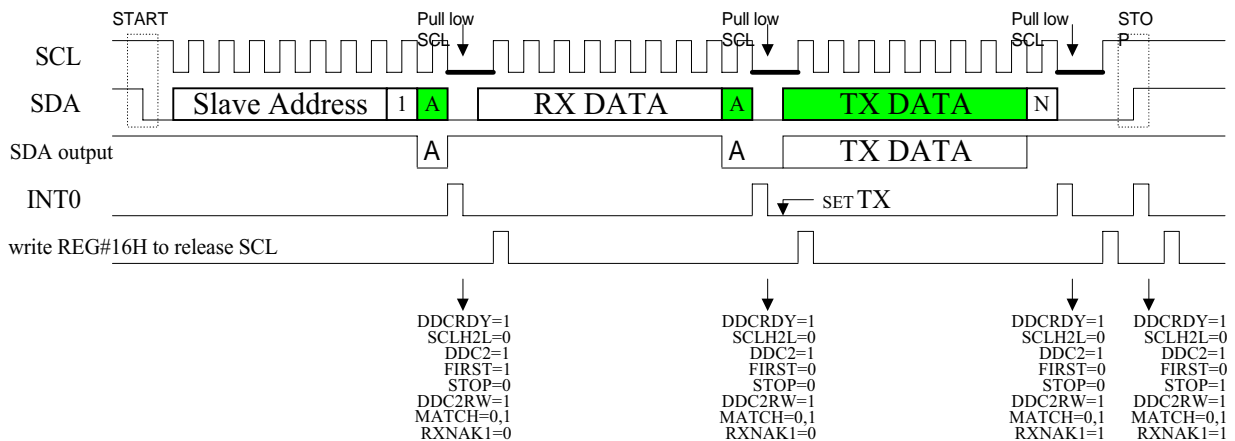 START
Pull low
SCL
Pull low
SCL
Pull low
SCL
STO
P
SCL
SDA
Slave Address
1
A
RX DATA
A
TX DATA
N
SDA output
A
A
TX DATA
INT0
SET TX
write REG#16H to release SCL
DDCRDY=1
SCLH2L=0
DDC2=1
FIRST=1
STOP=0
DDC2RW=1
MATCH=0,1
RXNAK1=0
DDCRDY=1
SCLH2L=0
DDC2=1
FIRST=0
STOP=0
DDC2RW=1
MATCH=0,1
RXNAK1=0
DDCRDY=1
SCLH2L=0
DDC2=1
FIRST=0
STOP=0
DDC2RW=1
MATCH=0,1
RXNAK1=1
DDCRDY=1
SCLH2L=0
DDC2=1
FIRST=0
STOP=1
DDC2RW=1
MATCH=0,1
RXNAK1=1